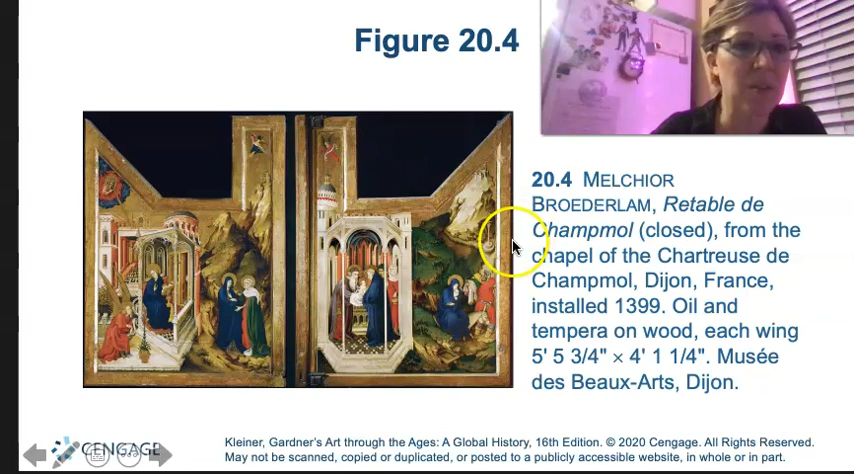 Figure 20.4
20.4 MELCHIOR
BROEDERLAM, Retable de
Champmol (closed), from the
chapel of the Chartreuse de
Champmol, Dijon, France,
installed 1399. Oil and
tempera on wood, each wing
5' 5 3/4" × 4' 1 1/4". Musée
des Beaux-Arts, Dijon.
CENGAGE
Kleiner, Gardner's Art through the Ages: A Global History, 16th Edition. © 2020 Cengage. All Rights Reserved.
May not be scanned, copied or duplicated, or posted to a publicly accessible website, in whole or in part.